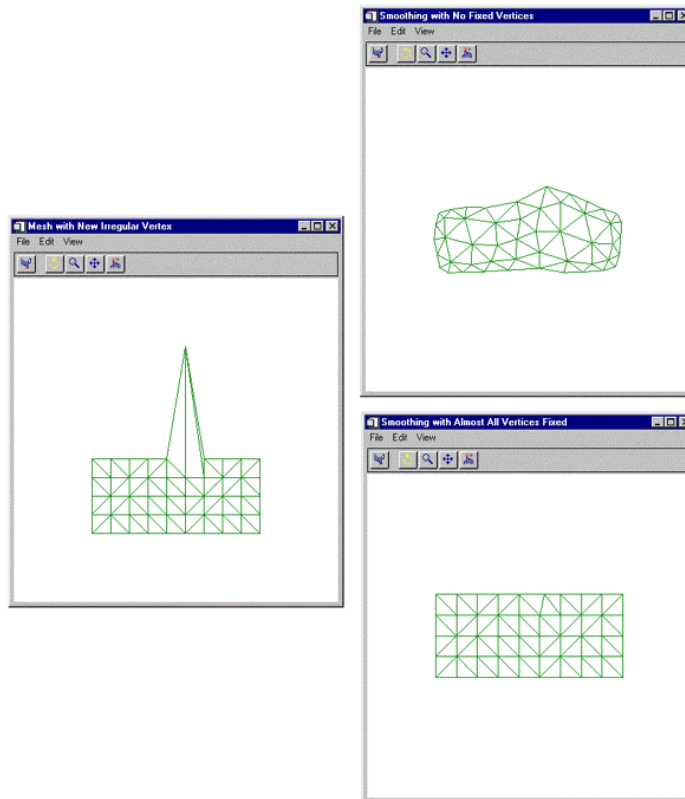 Smoothing with No Fixed Vertices
File Edit View
Mesh with New Irregular Vertex
File Edit View
Smoothing with Almost All Vertices Fixed
File Edit View